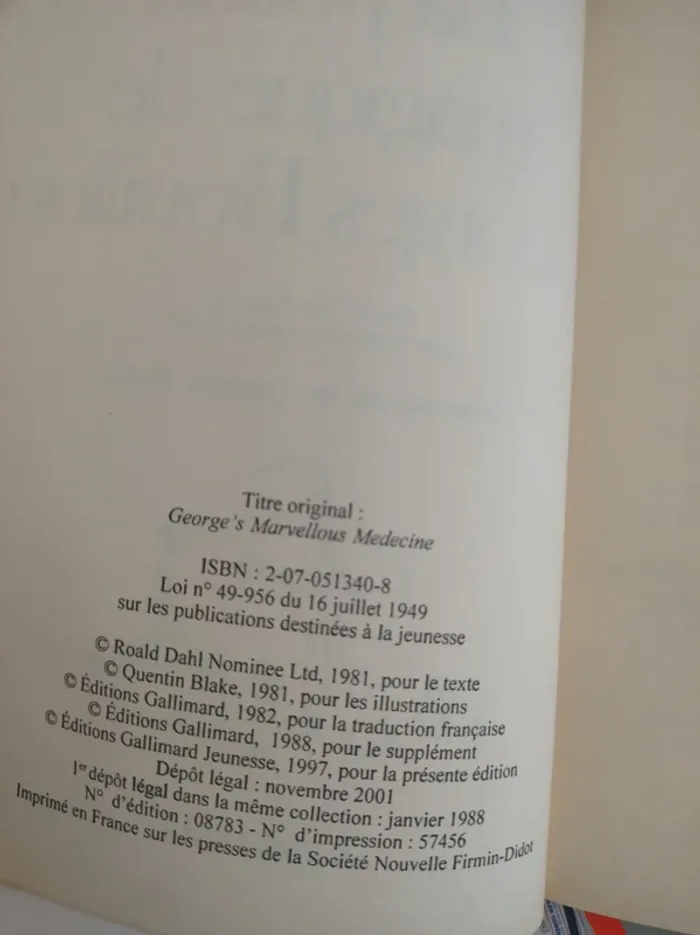 Titre original :
George's Marvellous Medecine
ISBN : 2-07-051340-8
Loi n° 49-956 du 16 juillet 1949
sur les publications destinées à la jeunesse
© Roald Dahl Nominee Ltd, 1981, pour le texte
© Quentin Blake, 1981, pour les illustrations
© Éditions Gallimard, 1982, pour la traduction française
© Éditions Gallimard, 1988, pour le supplément
© Éditions Gallimard Jeunesse, 1997, pour la présente édition
Dépôt légal : novembre 2001
1er dépôt légal dans la même collection : janvier 1988
N° d'édition : 08783 - N° d'impression : 57456
Imprimé en France sur les presses de la Société Nouvelle Firmin-Didot